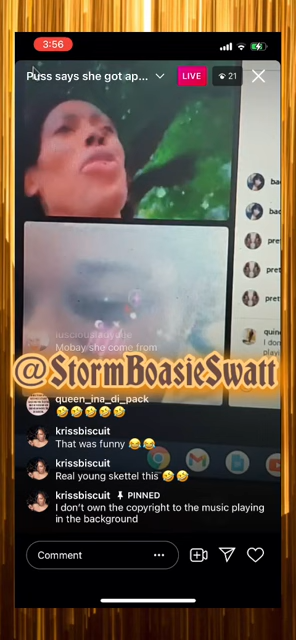 3:56
Puss says she got ap...
LIVE
21
Mobay she come from
@StormBoasieSwatt
queen_ina_di_pack
🤣🤣🤣🤣🤣
krissbiscuit
That was funny 😂😂
krissbiscuit
Real young skettel this 🤣🤣
krissbiscuit PINNED
I don't own the copyright to the music playing
in the background
Comment